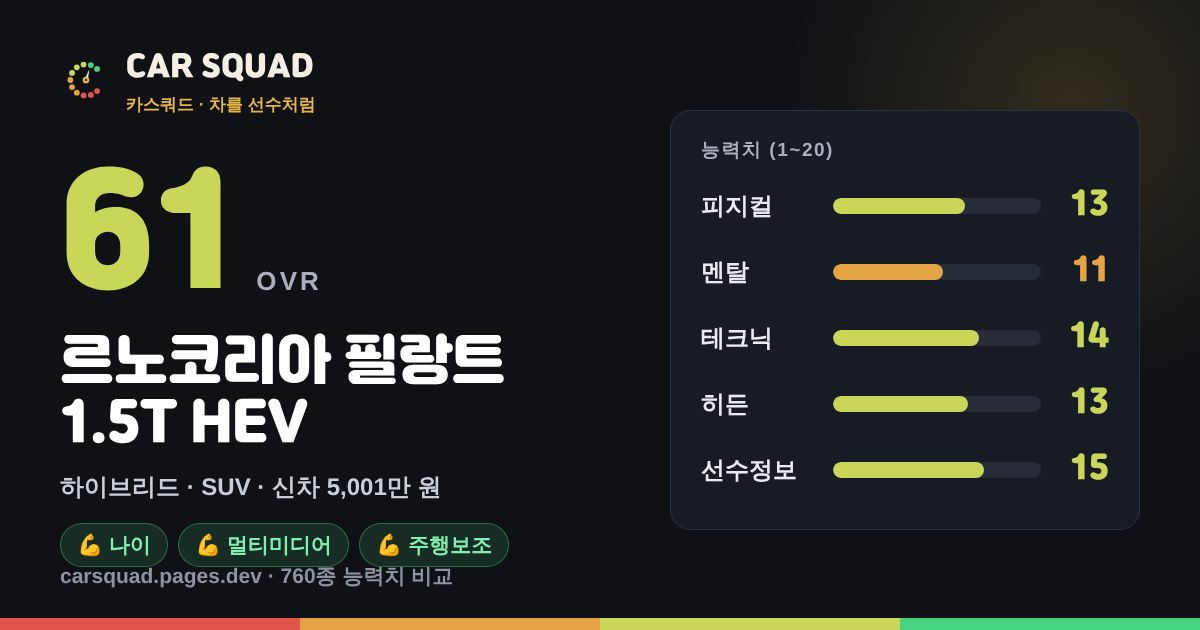 CAR SQUAD
카스쿼드 · 차를 선수처럼
61 OVR
르노코리아 필랑트
1.5T HEV
하이브리드 · SUV · 신차 5,001만 원
💪 나이 💪 멀티미디어 💪 주행보조
carsquad.pages.dev · 760종 능력치 비교
능력치 (1~20)
피지컬 13
멘탈 11
테크닉 14
히든 13
선수정보 15